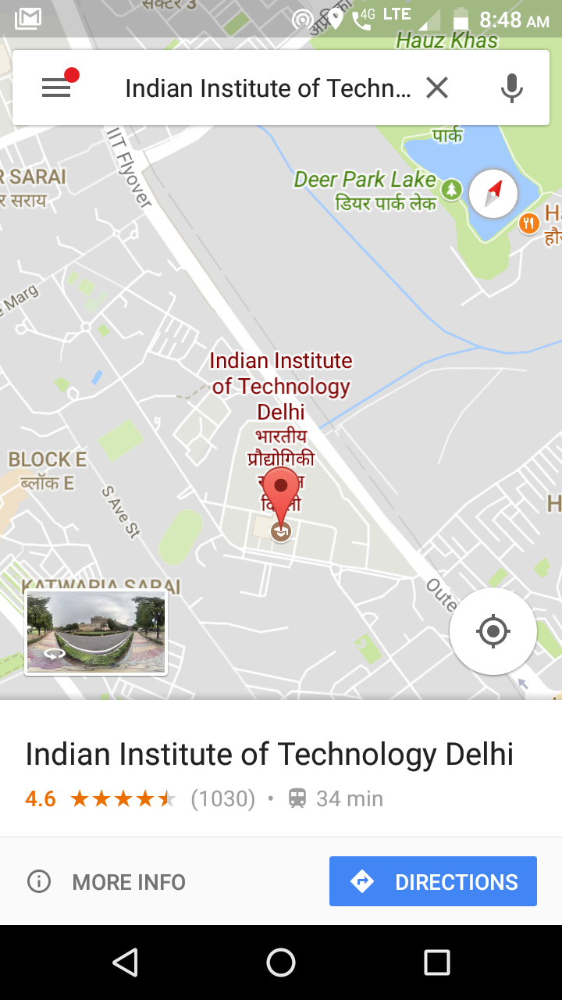 सेक्टर 3
4G LTE 8:48 AM
Hauz Khas
Indian Institute of Techn...
पार्क
IIT Flyover
R SARAI
र सराय
Deer Park Lake
डियर पार्क लेक
e Marg
Indian Institute
of Technology
Delhi
भारतीय
प्रौद्योगिकी
BLOCK E
ब्लॉक E
S Ave St
H
KATWARIA SARAI
Oute
Indian Institute of Technology Delhi
4.6 (1030) • 34 min
MORE INFO
DIRECTIONS